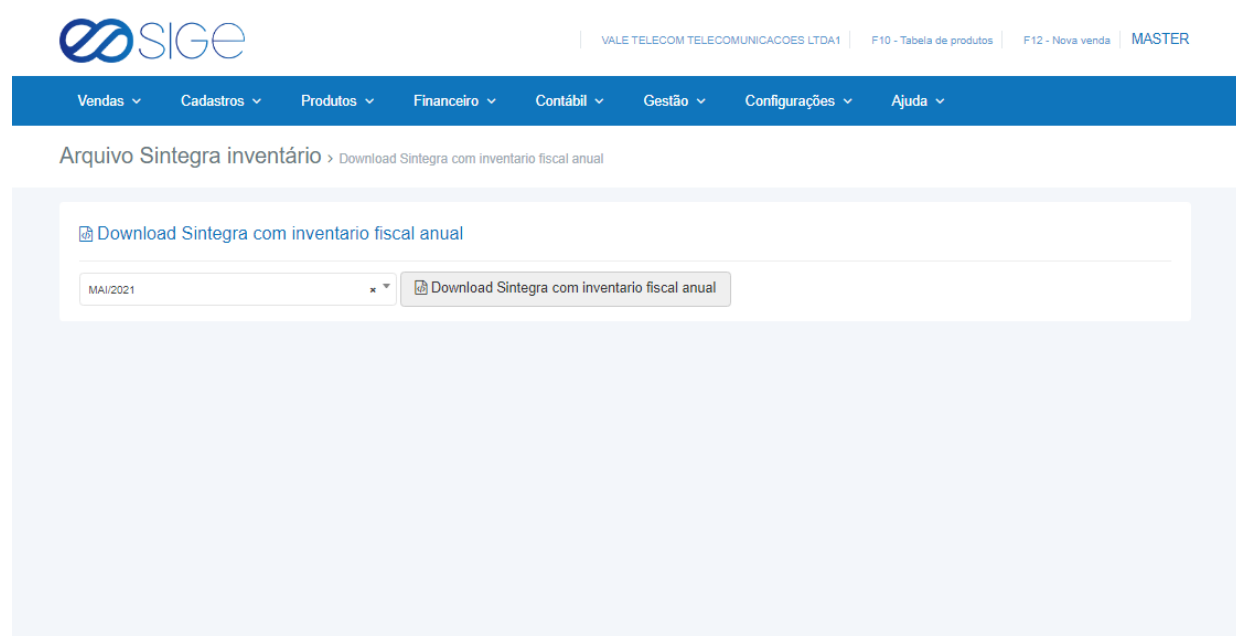 SIGE
VALE TELECOM TELECOMUNICACOES LTDA1 F10 - Tabela de produtos F12 - Nova venda MASTER
Vendas Cadastros Produtos Financeiro Contábil Gestão Configurações Ajuda
Arquivo Sintegra inventário › Download Sintegra com inventario fiscal anual
Download Sintegra com inventario fiscal anual
MAI/2021 × Download Sintegra com inventario fiscal anual